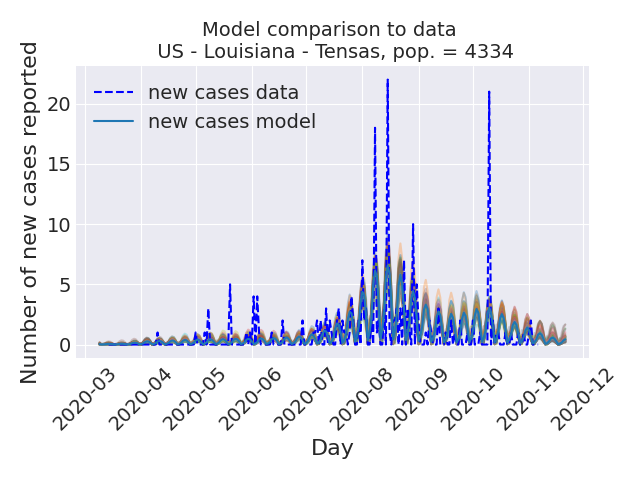 Model comparison to data
US - Louisiana - Tensas, pop. = 4334
Number of new cases reported
new cases data
new cases model
20
15
10
5
0
2020-03
2020-04
2020-05
2020-06
2020-07
2020-08
2020-09
2020-10
2020-11
2020-12
Day